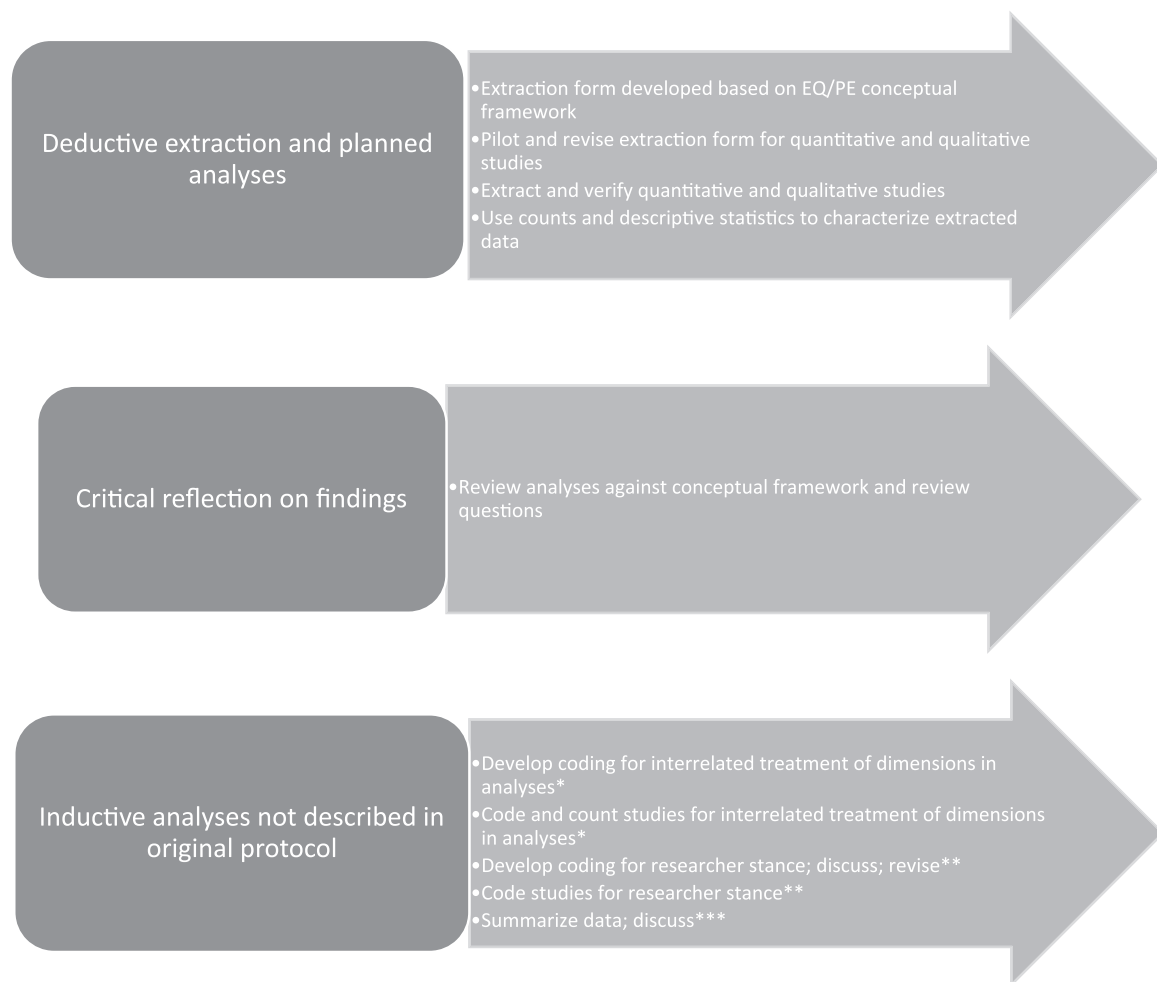 Deductive extraction and planned
analyses
•Extraction form developed based on EQ/PE conceptual
framework
•Pilot and revise extraction form for quantitative and qualitative
studies
•Extract and verify quantitative and qualitative studies
•Use counts and descriptive statistics to characterize extracted
data
Critical reflection on findings
•Review analyses against conceptual framework and review
questions
Inductive analyses not described in
original protocol
•Develop coding for interrelated treatment of dimensions in
analyses*
•Code and count studies for interrelated treatment of dimensions
in analyses*
•Develop coding for researcher stance; discuss; revise**
•Code studies for researcher stance**
•Summarize data; discuss***